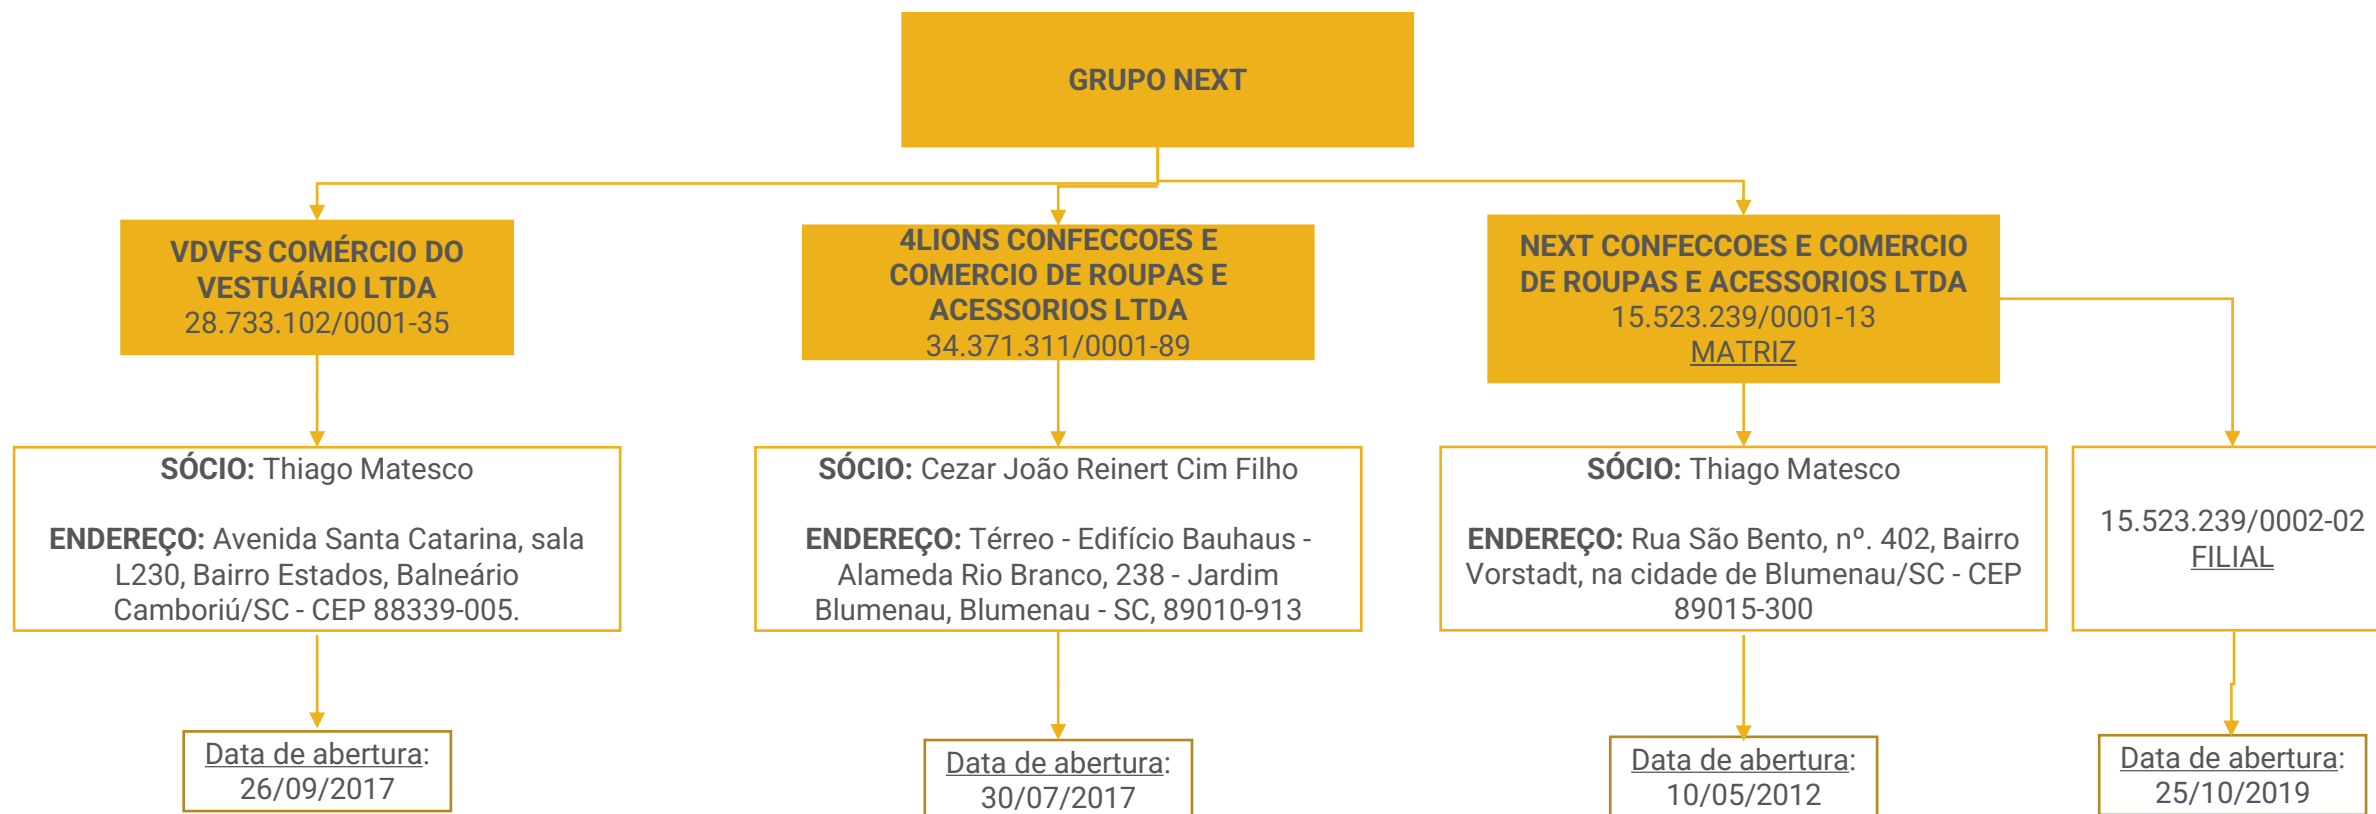 GRUPO NEXT
VDVFS COMÉRCIO DO
VESTUÁRIO LTDA
28.733.102/0001-35
4LIONS CONFECCOES E
COMERCIO DE ROUPAS E
ACESSORIOS LTDA
34.371.311/0001-89
NEXT CONFECCOES E COMERCIO
DE ROUPAS E ACESSORIOS LTDA
15.523.239/0001-13
MATRIZ
SÓCIO: Thiago Matesco
ENDEREÇO: Avenida Santa Catarina, sala
L230, Bairro Estados, Balneário
Camboriú/SC - CEP 88339-005.
SÓCIO: Cezar João Reinert Cim Filho
ENDEREÇO: Térreo - Edifício Bauhaus -
Alameda Rio Branco, 238 - Jardim
Blumenau, Blumenau - SC, 89010-913
SÓCIO: Thiago Matesco
ENDEREÇO: Rua São Bento, nº. 402, Bairro
Vorstadt, na cidade de Blumenau/SC - CEP
89015-300
15.523.239/0002-02
FILIAL
Data de abertura:
26/09/2017
Data de abertura:
30/07/2017
Data de abertura:
10/05/2012
Data de abertura:
25/10/2019